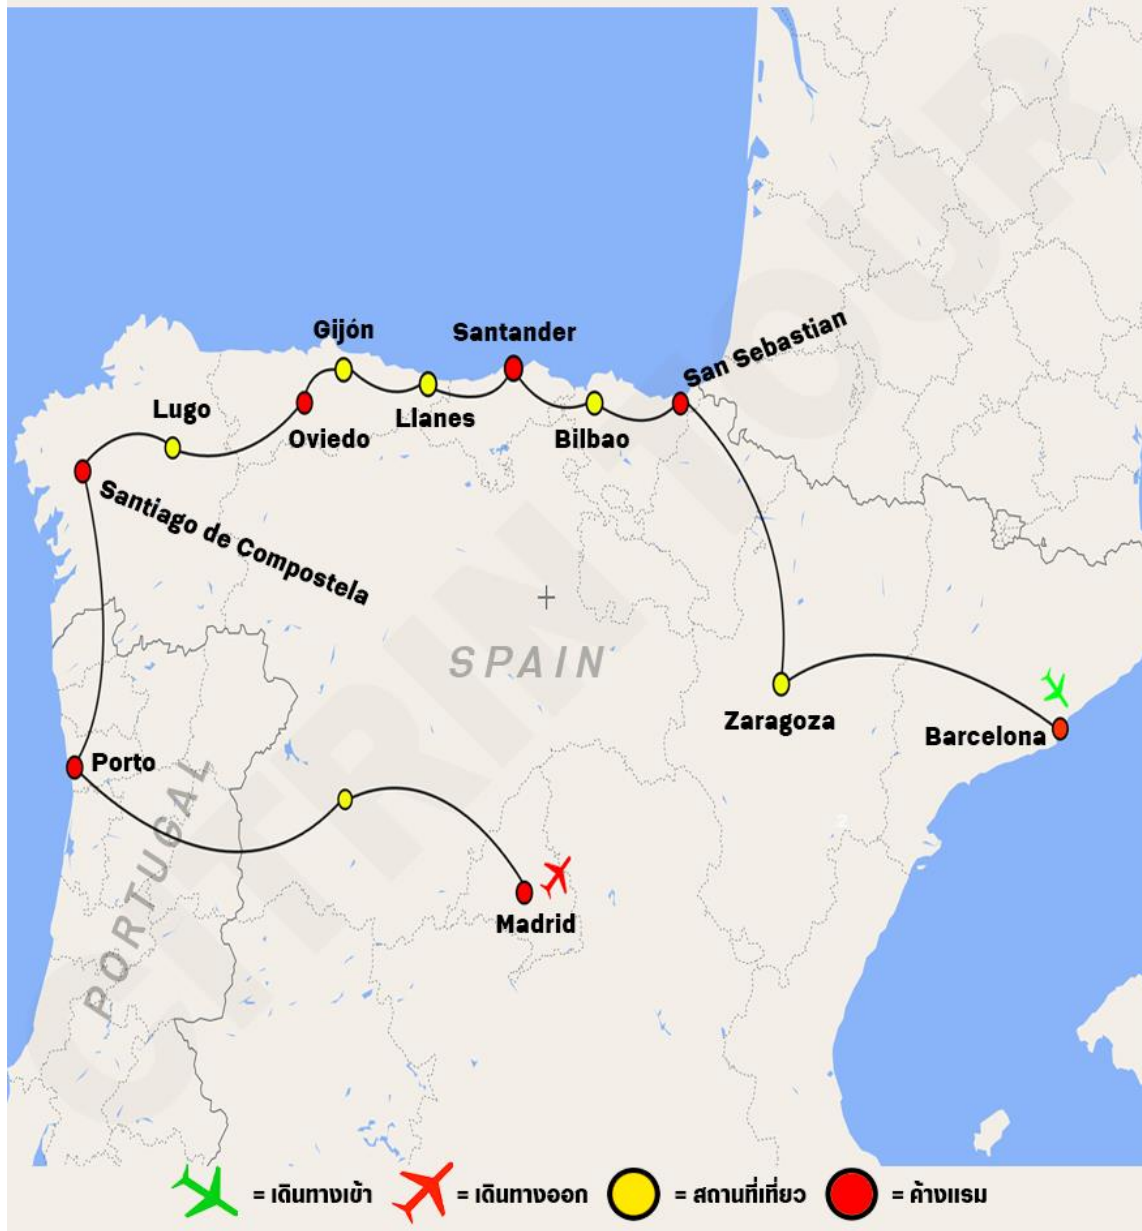 Gijón
Santander
San Sebastian
Lugo
Oviedo
Llanes
Bilbao
Santiago de Compostela
SPAIN
Zaragoza
Barcelona
Porto
PORTUGAL
Madrid
CITRIN TOUR
= เดินทางเข้า = เดินทางออก = สถานที่เที่ยว = ค้างแรม